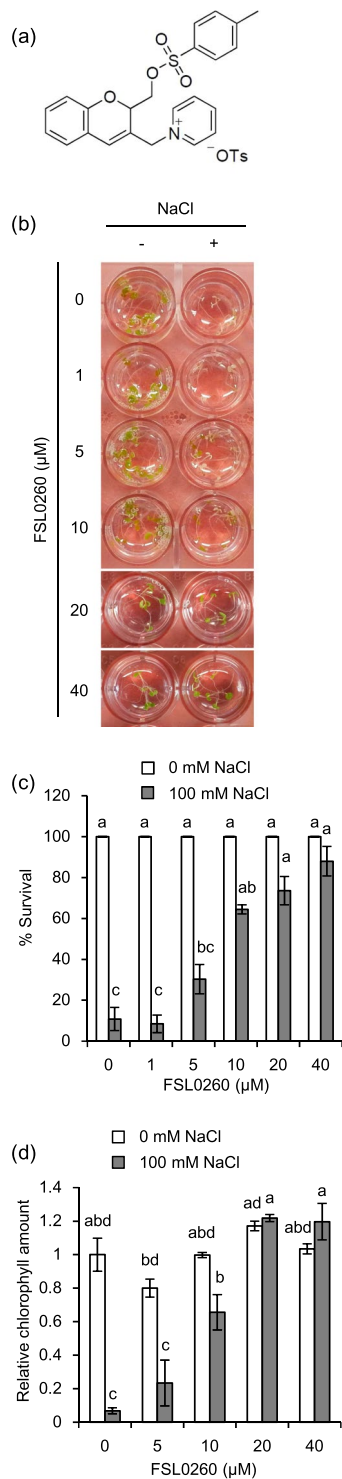 (a)
O
O
S
O
O
N
+
−OTs
(b)
NaCl
- +
FSL0260 (µM)
0
1
5
10
20
40
(c)
0 mM NaCl
100 mM NaCl
% Survival
120
100
80
60
40
20
0
a a a a a a a
a
ab
bc
c c
0 1 5 10 20 40
FSL0260 (µM)
(d)
0 mM NaCl
100 mM NaCl
Relative chlorophyll amount
1.4
1.2
1
0.8
0.6
0.4
0.2
0
abd c
bd c
abd b
ad a
abd a
0 5 10 20 40
FSL0260 (µM)